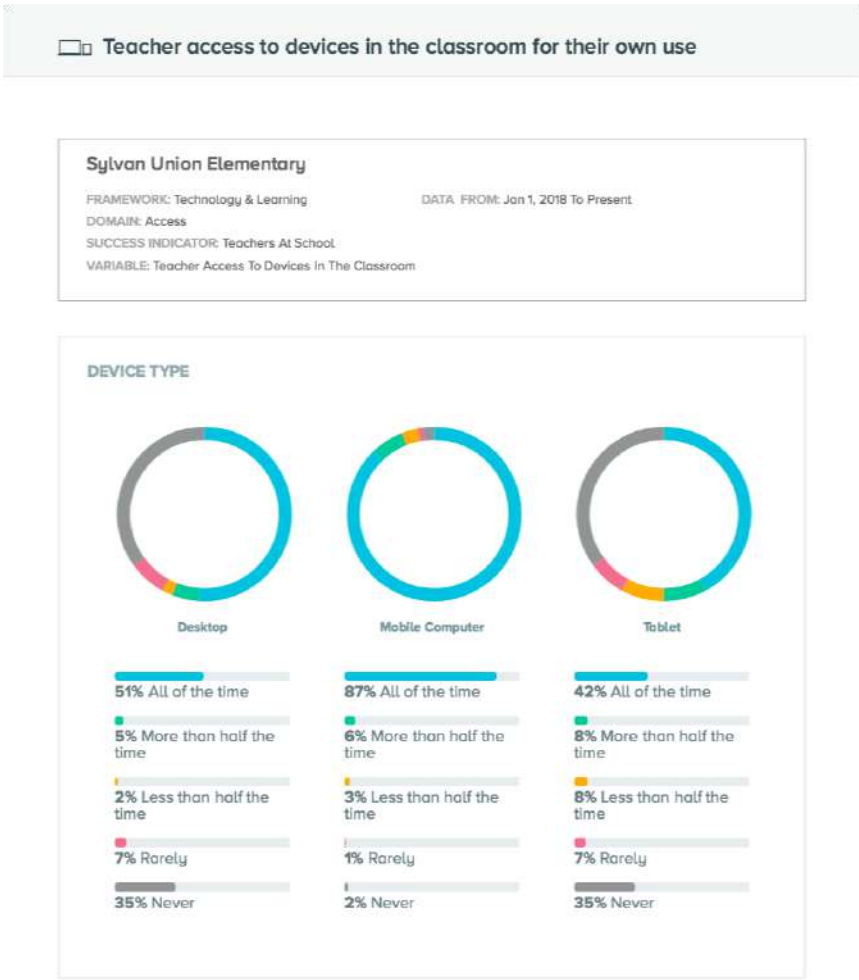 Teacher access to devices in the classroom for their own use
Sylvan Union Elementary
FRAMEWORK: Technology & Learning
DATA FROM: Jan 1, 2018 To Present
DOMAIN: Access
SUCCESS INDICATOR: Teachers At School
VARIABLE: Teacher Access To Devices In The Classroom
DEVICE TYPE
Desktop
51% All of the time
5% More than half the
time
2% Less than half the
time
7% Rarely
35% Never
Mobile Computer
87% All of the time
6% More than half the
time
3% Less than half the
time
1% Rarely
2% Never
Tablet
42% All of the time
8% More than half the
time
8% Less than half the
time
7% Rarely
35% Never